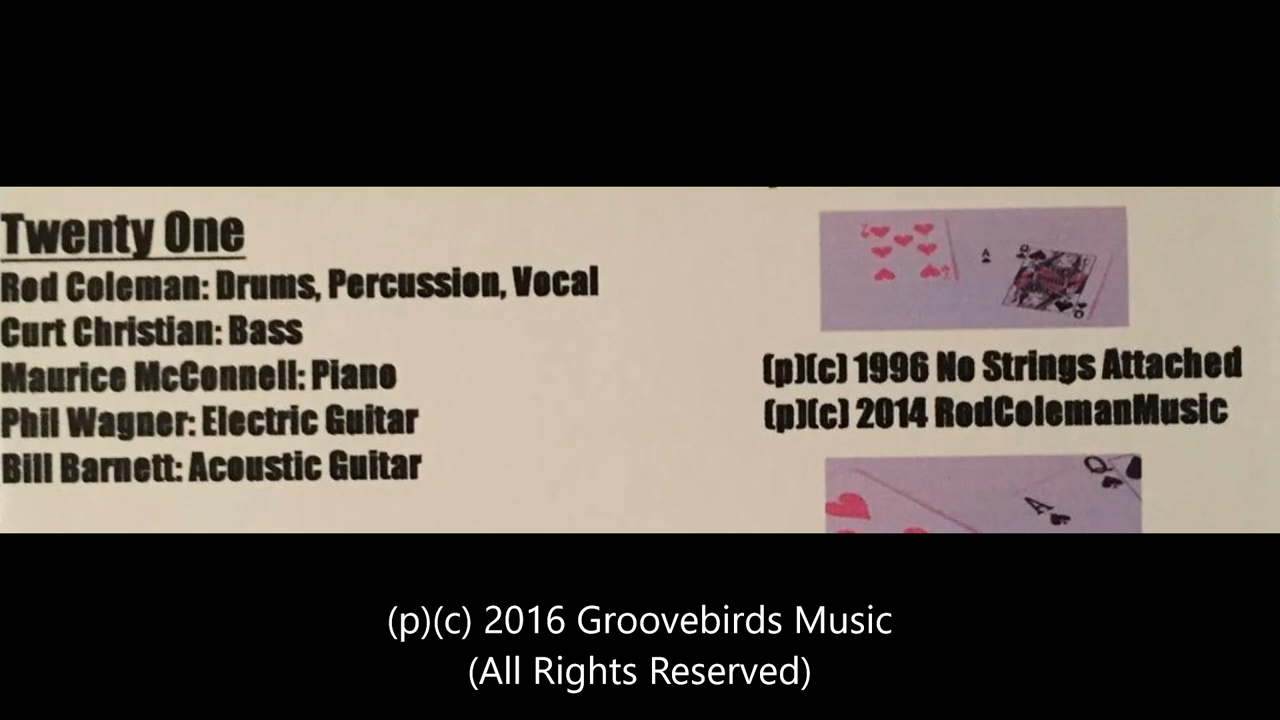 Twenty One
Rod Coleman: Drums, Percussion, Vocal
Curt Christian: Bass
Maurice McConnell: Piano
Phil Wagner: Electric Guitar
Bill Barnett: Acoustic Guitar
A
Q
(p)(c) 1996 No Strings Attached
(p)(c) 2014 RodColemanMusic
A
Q
(p)(c) 2016 Groovebirds Music
(All Rights Reserved)